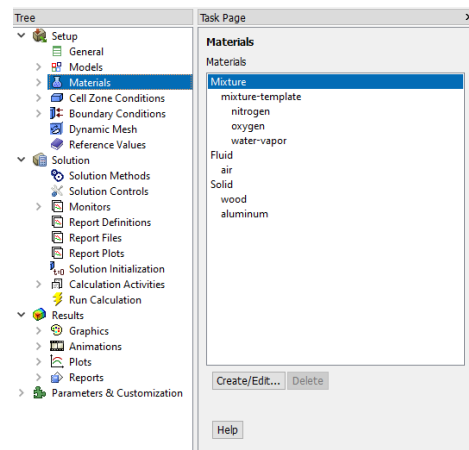 Tree
Setup
General
Models
Materials
Cell Zone Conditions
Boundary Conditions
Dynamic Mesh
Reference Values
Solution
Solution Methods
Solution Controls
Monitors
Report Definitions
Report Files
Report Plots
t=0 Solution Initialization
Calculation Activities
Run Calculation
Results
Graphics
Animations
Plots
Reports
Parameters & Customization
Task Page
Materials
Materials
Mixture
mixture-template
nitrogen
oxygen
water-vapor
Fluid
air
Solid
wood
aluminum
Create/Edit... Delete
Help